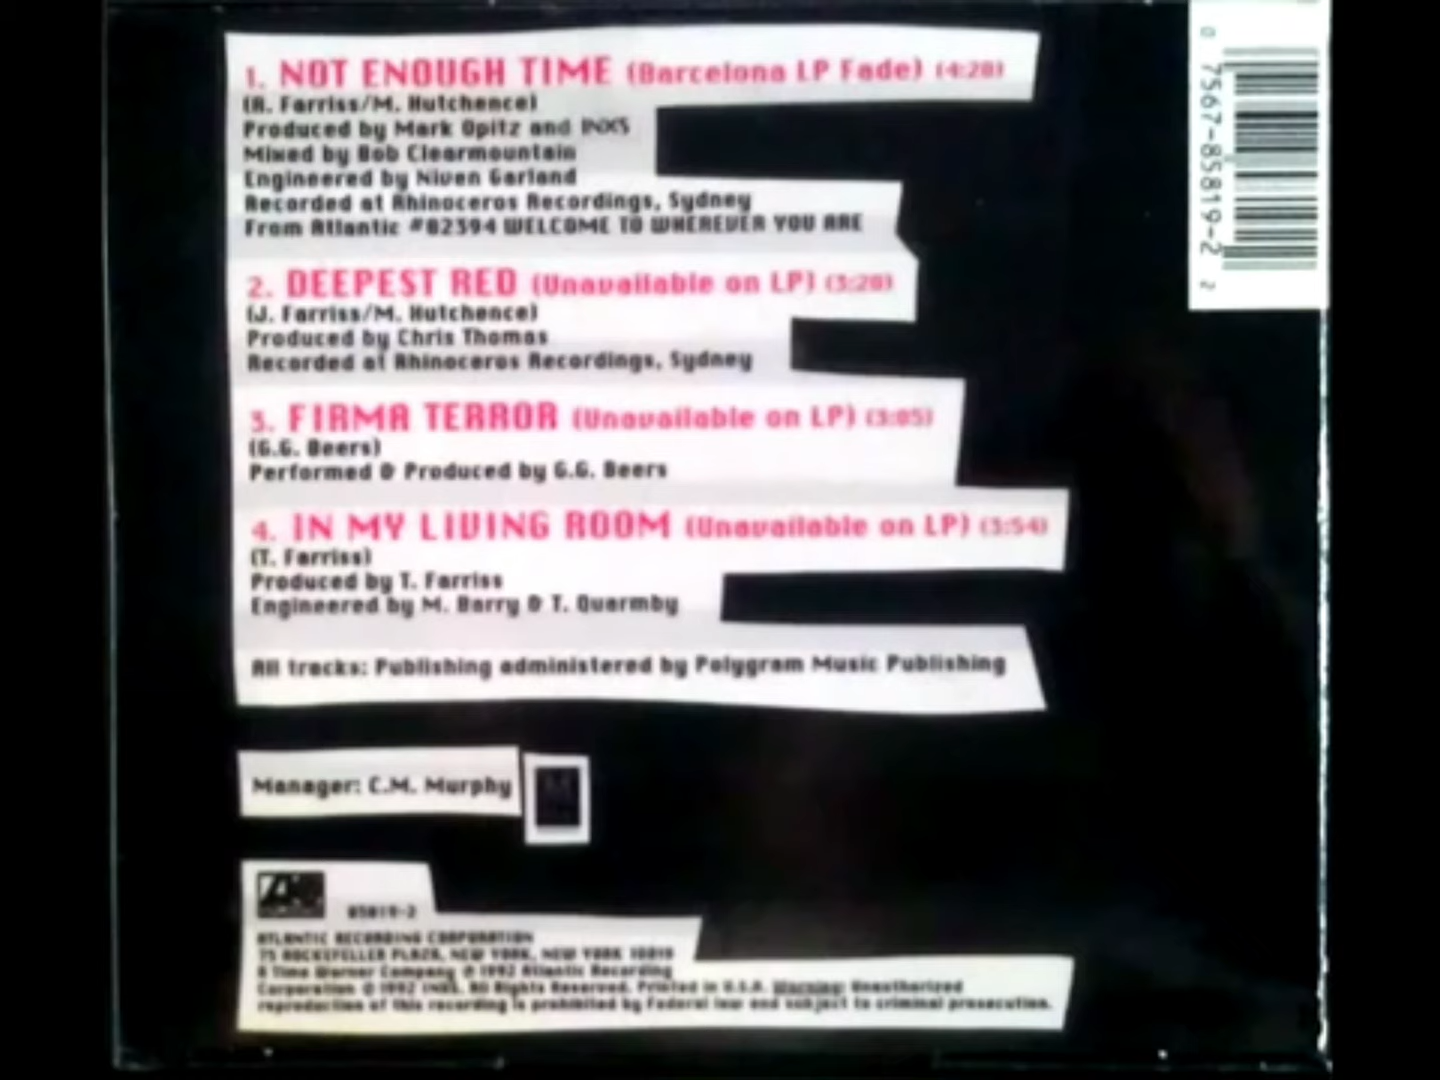 1. NOT ENOUGH TIME (Barcelona LP Fade) (4:20)
(A. Farriss/M. Hutchence)
Produced by Mark Opitz and INXS
Mixed by Bob Clearmountain
Engineered by Niven Garland
Recorded at Rhinoceros Recordings, Sydney
From Atlantic #82394 WELCOME TO WHEREVER YOU ARE
2. DEEPEST RED (Unavailable on LP) (3:20)
(J. Farriss/M. Hutchence)
Produced by Chris Thomas
Recorded at Rhinoceros Recordings, Sydney
3. FIRMA TERROR (Unavailable on LP) (3:05)
(G.G. Beers)
Performed & Produced by G.G. Beers
4. IN MY LIVING ROOM (Unavailable on LP) (3:54)
(T. Farriss)
Produced by T. Farriss
Engineered by M. Barry & T. Quarmby
All tracks: Publishing administered by Polygram Music Publishing
Manager: C.M. Murphy
85819-2
ATLANTIC RECORDING CORPORATION
75 ROCKEFELLER PLAZA, NEW YORK, NEW YORK 10019
A Time Warner Company ℗ 1992 Atlantic Recording
Corporation © 1992 INXS. All Rights Reserved. Printed in U.S.A. Warning: Unauthorized
reproduction of this recording is prohibited by Federal law and subject to criminal prosecution.
0 7567-85819-2 2